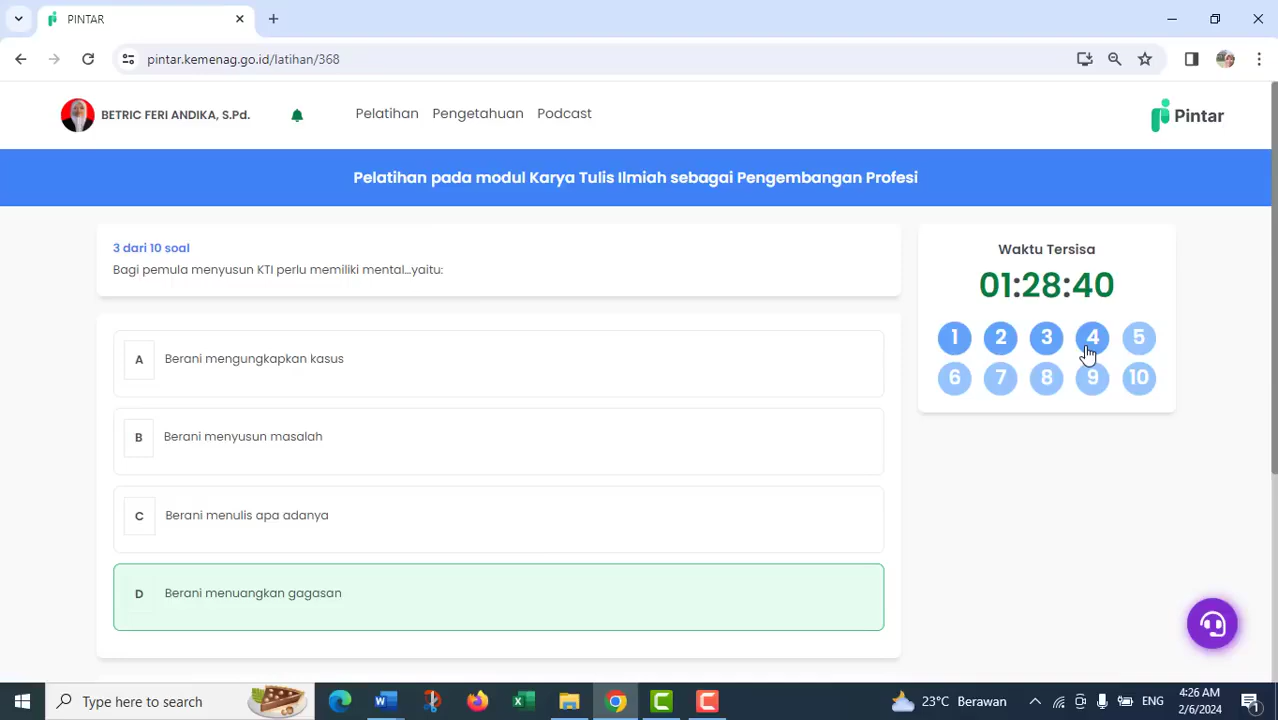 PINTAR
pintar.kemenag.go.id/latihan/368
BETRIC FERI ANDIKA, S.Pd.
Pelatihan
Pengetahuan
Podcast
Pintar
Pelatihan pada modul Karya Tulis Ilmiah sebagai Pengembangan Profesi
3 dari 10 soal
Bagi pemula menyusun KTI perlu memiliki mental...yaitu:
A Berani mengungkapkan kasus
B Berani menyusun masalah
C Berani menulis apa adanya
D Berani menuangkan gagasan
Waktu Tersisa
01:28:40
1 2 3 4 5
6 7 8 9 10
Type here to search
23°C Berawan
ENG
4:26 AM
2/6/2024
1